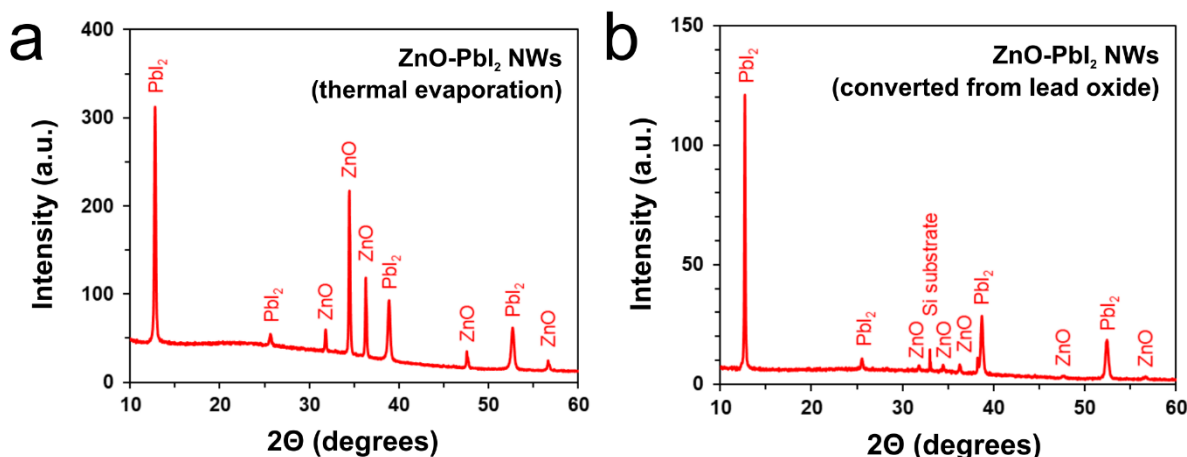 a
ZnO-PbI₂ NWs
(thermal evaporation)
Intensity (a.u.)
400
300
200
100
0
PbI₂
PbI₂
ZnO
ZnO
ZnO
PbI₂
ZnO
PbI₂
ZnO
10
20
30
40
50
60
2Θ (degrees)
b
ZnO-PbI₂ NWs
(converted from lead oxide)
Intensity (a.u.)
150
100
50
0
PbI₂
PbI₂
ZnO
Si substrate
ZnO
ZnO
PbI₂
ZnO
PbI₂
ZnO
10
20
30
40
50
60
2Θ (degrees)